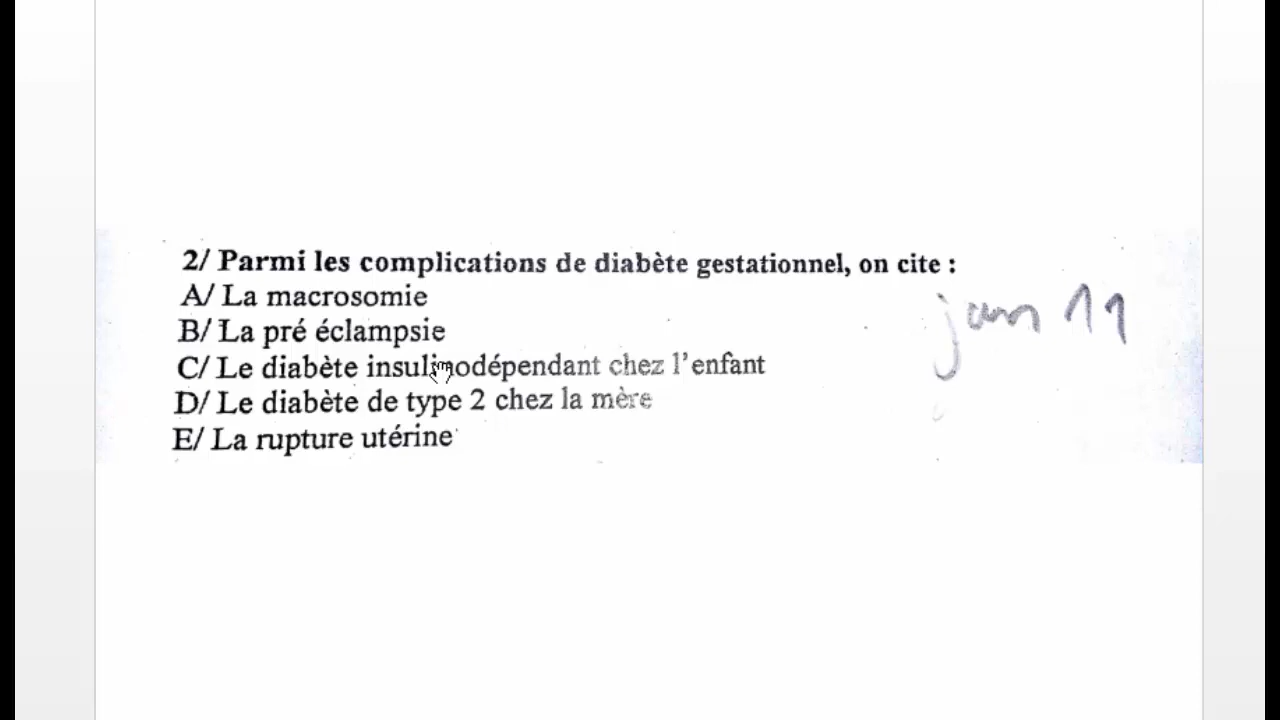 2/ Parmi les complications de diabète gestationnel, on cite :
A/ La macrosomie
B/ La pré éclampsie
C/ Le diabète insulinodépendant chez l'enfant
D/ Le diabète de type 2 chez la mère
E/ La rupture utérine
jan 11